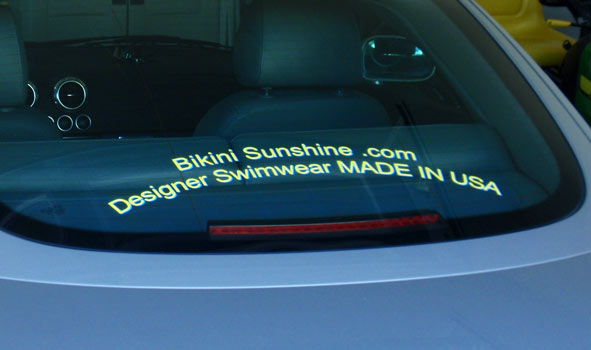 Bikini Sunshine .com
Designer Swimwear MADE IN USA